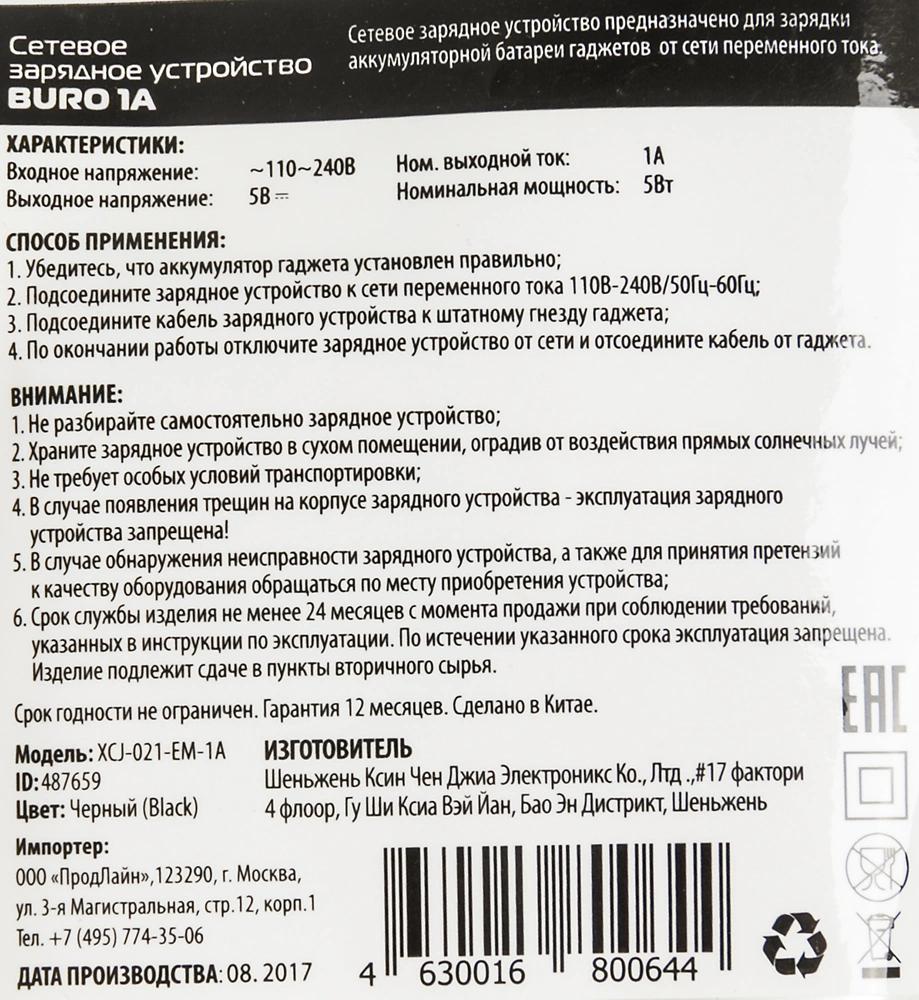 Сетевое
зарядное устройство
BURO 1A
Сетевое зарядное устройство предназначено для зарядки
аккумуляторной батареи гаджетов от сети переменного тока.
ХАРАКТЕРИСТИКИ:
Входное напряжение: ~110~240В
Выходное напряжение: 5В ⎓
Ном. выходной ток: 1А
Номинальная мощность: 5Вт
СПОСОБ ПРИМЕНЕНИЯ:
1. Убедитесь, что аккумулятор гаджета установлен правильно;
2. Подсоедините зарядное устройство к сети переменного тока 110В-240В/50Гц-60Гц;
3. Подсоедините кабель зарядного устройства к штатному гнезду гаджета;
4. По окончании работы отключите зарядное устройство от сети и отсоедините кабель от гаджета.
ВНИМАНИЕ:
1. Не разбирайте самостоятельно зарядное устройство;
2. Храните зарядное устройство в сухом помещении, оградив от воздействия прямых солнечных лучей;
3. Не требует особых условий транспортировки;
4. В случае появления трещин на корпусе зарядного устройства - эксплуатация зарядного
устройства запрещена!
5. В случае обнаружения неисправности зарядного устройства, а также для принятия претензий
к качеству оборудования обращаться по месту приобретения устройства;
6. Срок службы изделия не менее 24 месяцев с момента продажи при соблюдении требований,
указанных в инструкции по эксплуатации. По истечении указанного срока эксплуатация запрещена.
Изделие подлежит сдаче в пункты вторичного сырья.
Срок годности не ограничен. Гарантия 12 месяцев. Сделано в Китае.
EAC
Модель: XCJ-021-EM-1A
ID: 487659
Цвет: Черный (Black)
ИЗГОТОВИТЕЛЬ
Шеньжень Ксин Чен Джиа Электроникс Ко., Лтд .,#17 фактори
4 флоор, Гу Ши Ксиа Вэй Йан, Бао Эн Дистрикт, Шеньжень
Импортер:
ООО «ПродЛайн»,123290, г. Москва,
ул. 3-я Магистральная, стр.12, корп.1
Тел. +7 (495) 774-35-06
ДАТА ПРОИЗВОДСТВА: 08. 2017
4 630016 800644